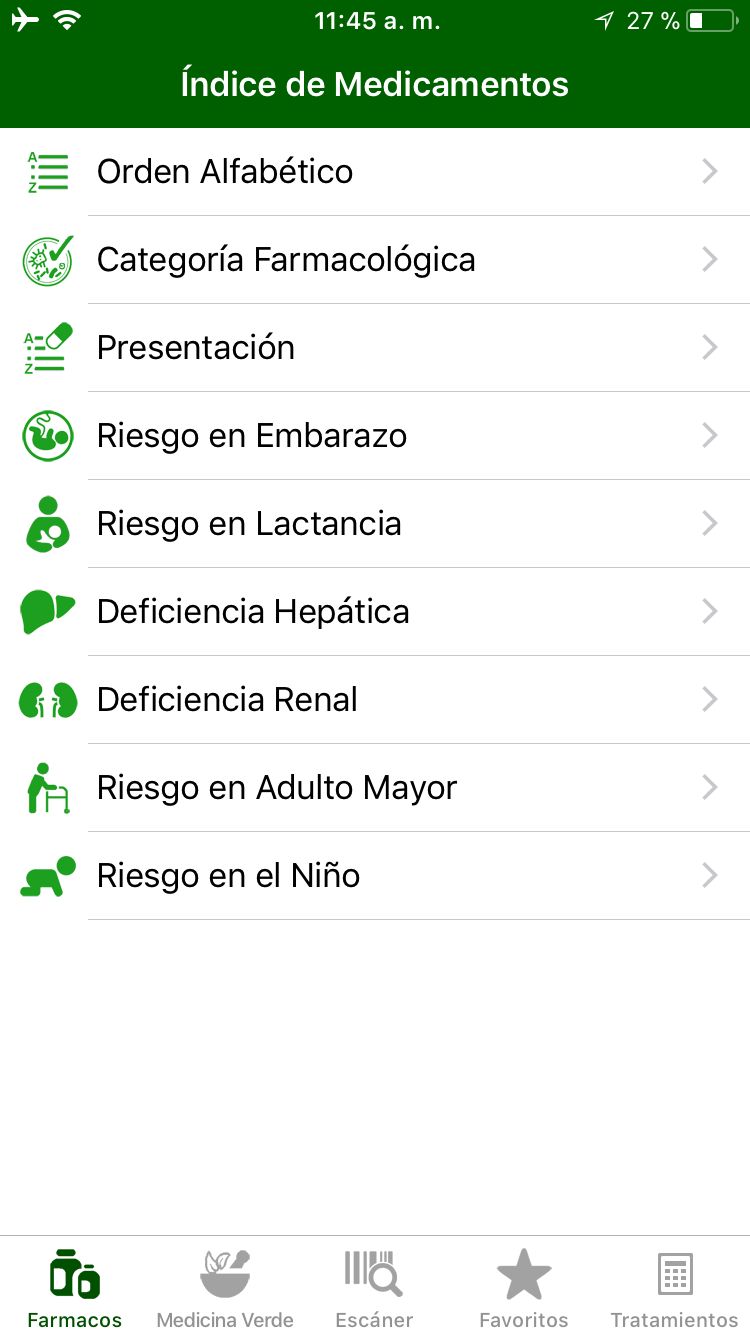 11:45 a. m.
27 %
Índice de Medicamentos
Orden Alfabético
Categoría Farmacológica
Presentación
Riesgo en Embarazo
Riesgo en Lactancia
Deficiencia Hepática
Deficiencia Renal
Riesgo en Adulto Mayor
Riesgo en el Niño
Farmacos
Medicina Verde
Escáner
Favoritos
Tratamientos